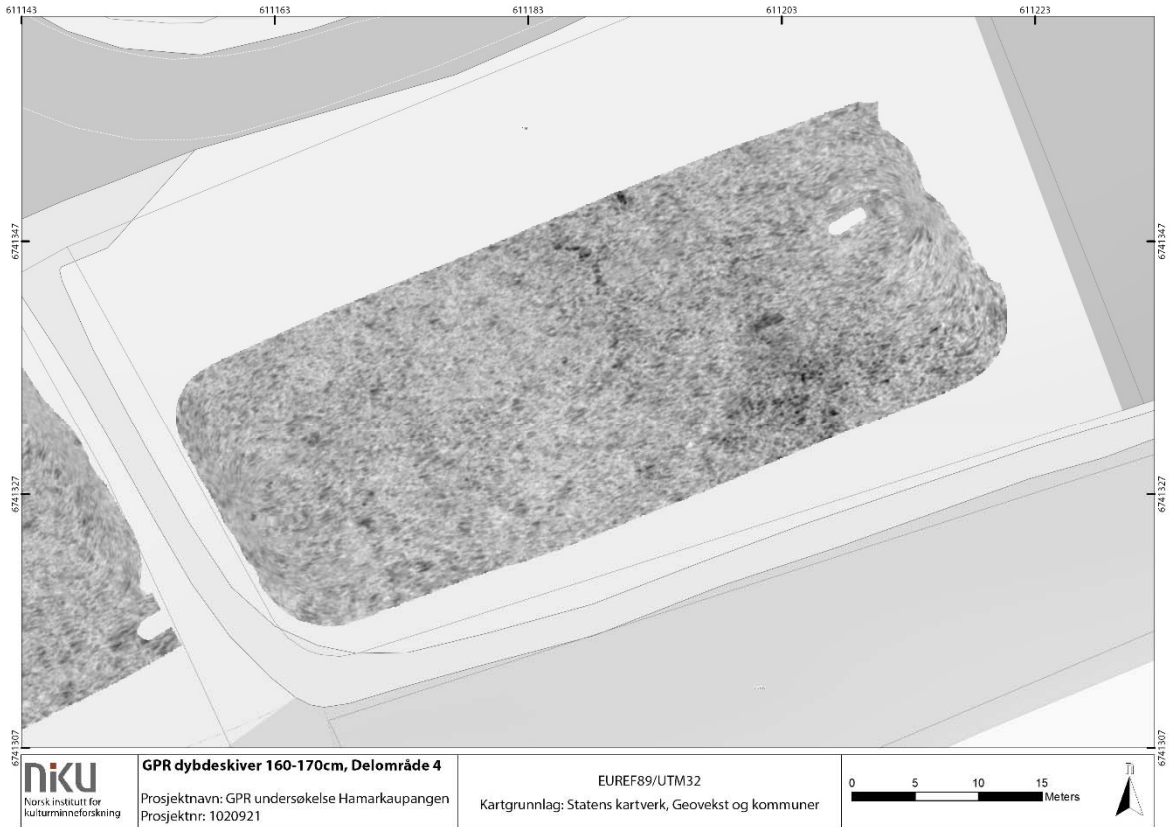 611143
611163
611183
611203
611223
6741347
6741347
6741327
6741327
6741307
6741307
niku
Norsk institutt for
kulturminneforskning
GPR dybdeskiver 160-170cm, Delområde 4
Prosjektnavn: GPR undersøkelse Hamarkaupangen
Prosjektnr: 1020921
EUREF89/UTM32
Kartgrunnlag: Statens kartverk, Geovekst og kommuner
0 5 10 15
Meters